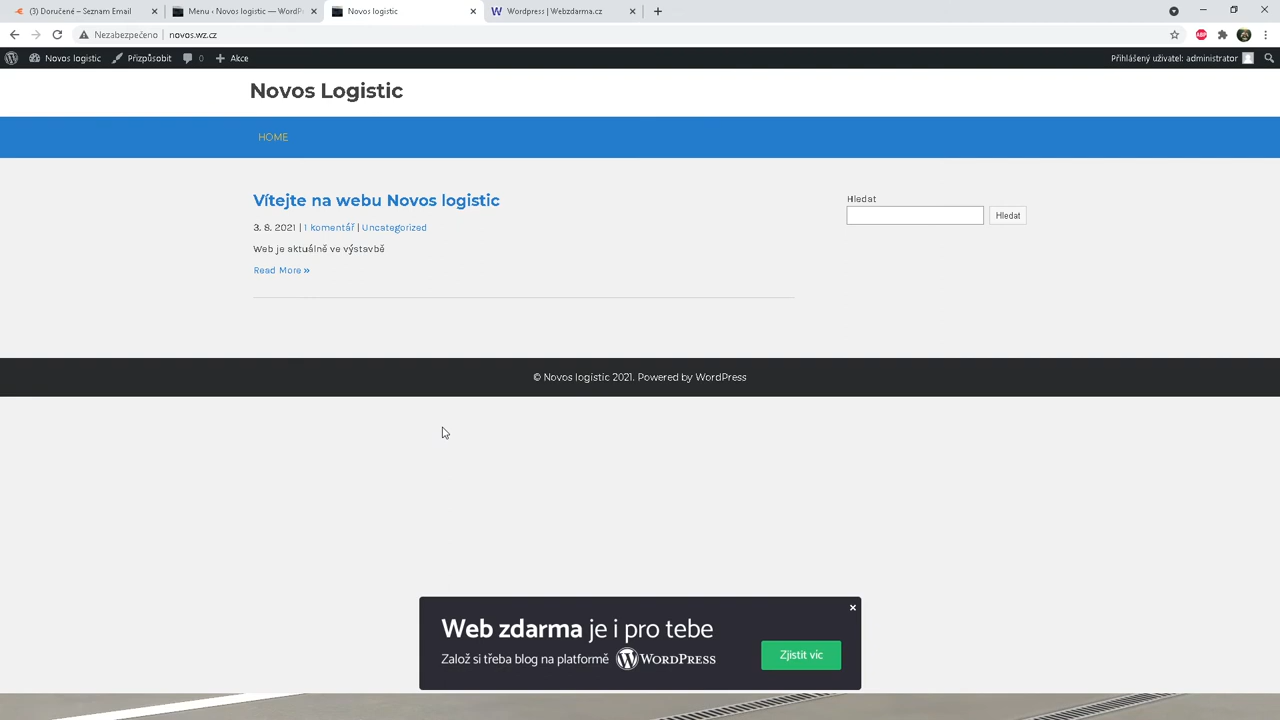 (3) Doručené – Seznam Email
Menu ‹ Novos logistic — WordP
Novos logistic
Wordpress | Webzdarma.cz
Nezabezpečeno
novos.wz.cz
ABP
Novos logistic
Přizpůsobit
0
Akce
Přihlášený uživatel: administrator
Novos Logistic
HOME
Vítejte na webu Novos logistic
3. 8. 2021 | 1 komentář | Uncategorized
Web je aktuálně ve výstavbě
Read More »
Hledat
Hledat
© Novos logistic 2021. Powered by WordPress
Web zdarma je i pro tebe
Založ si třeba blog na platformě WORDPRESS
Zjistit víc